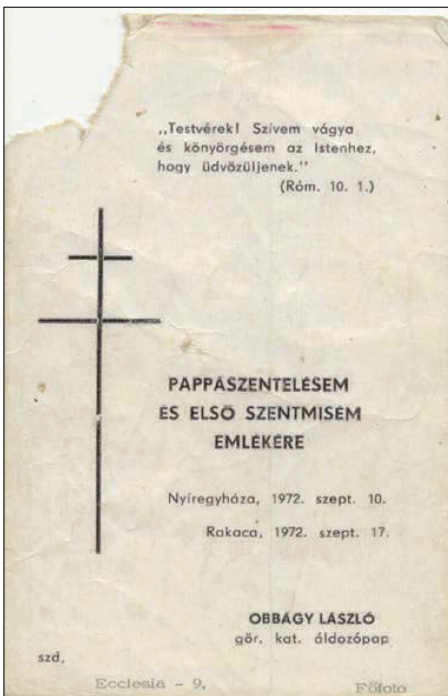 „Testvérek! Szívem vágya
és könyörgésem az Istenhez,
hogy üdvözüljenek."
(Róm. 10. 1.)
PAPPÁSZENTELÉSEM
ÉS ELSŐ SZENTMISÉM
EMLÉKÉRE
Nyíregyháza, 1972. szept. 10.
Rakaca, 1972. szept. 17.
OBBÁGY LÁSZLÓ
gör. kat. áldozópap
szd.
Ecclesia - 9,
Főfoto